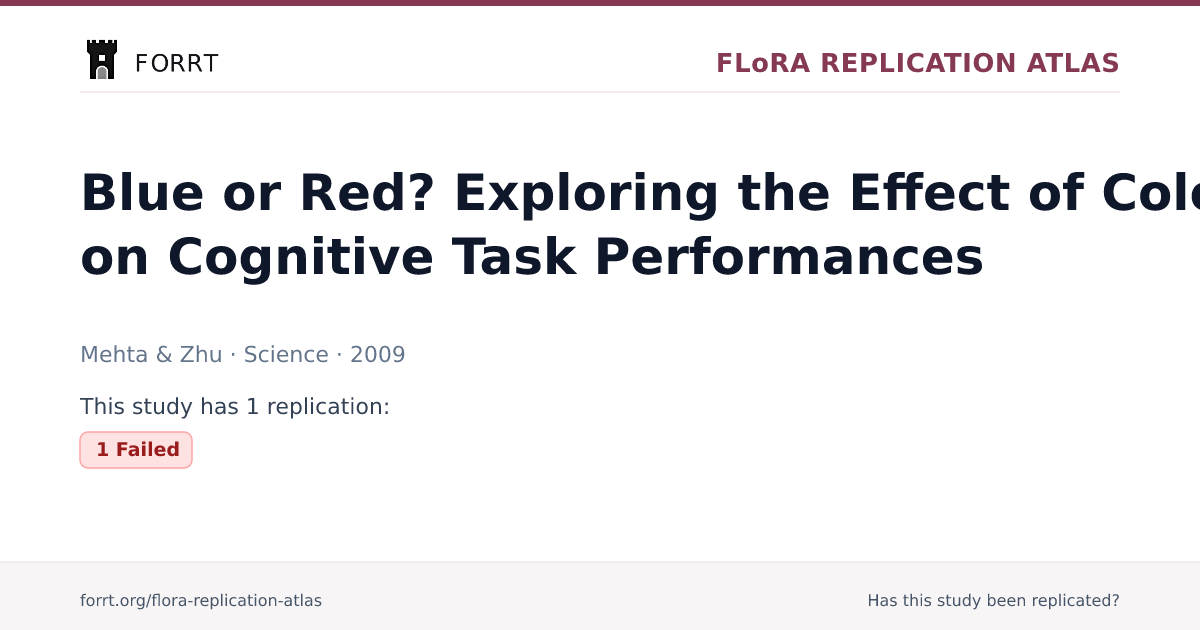 FORRT
FLoRA REPLICATION ATLAS
Blue or Red? Exploring the Effect of
on Cognitive Task Performances
Mehta & Zhu · Science · 2009
This study has 1 replication:
1 Failed
forrt.org/flora-replication-atlas
Has this study been replicated?